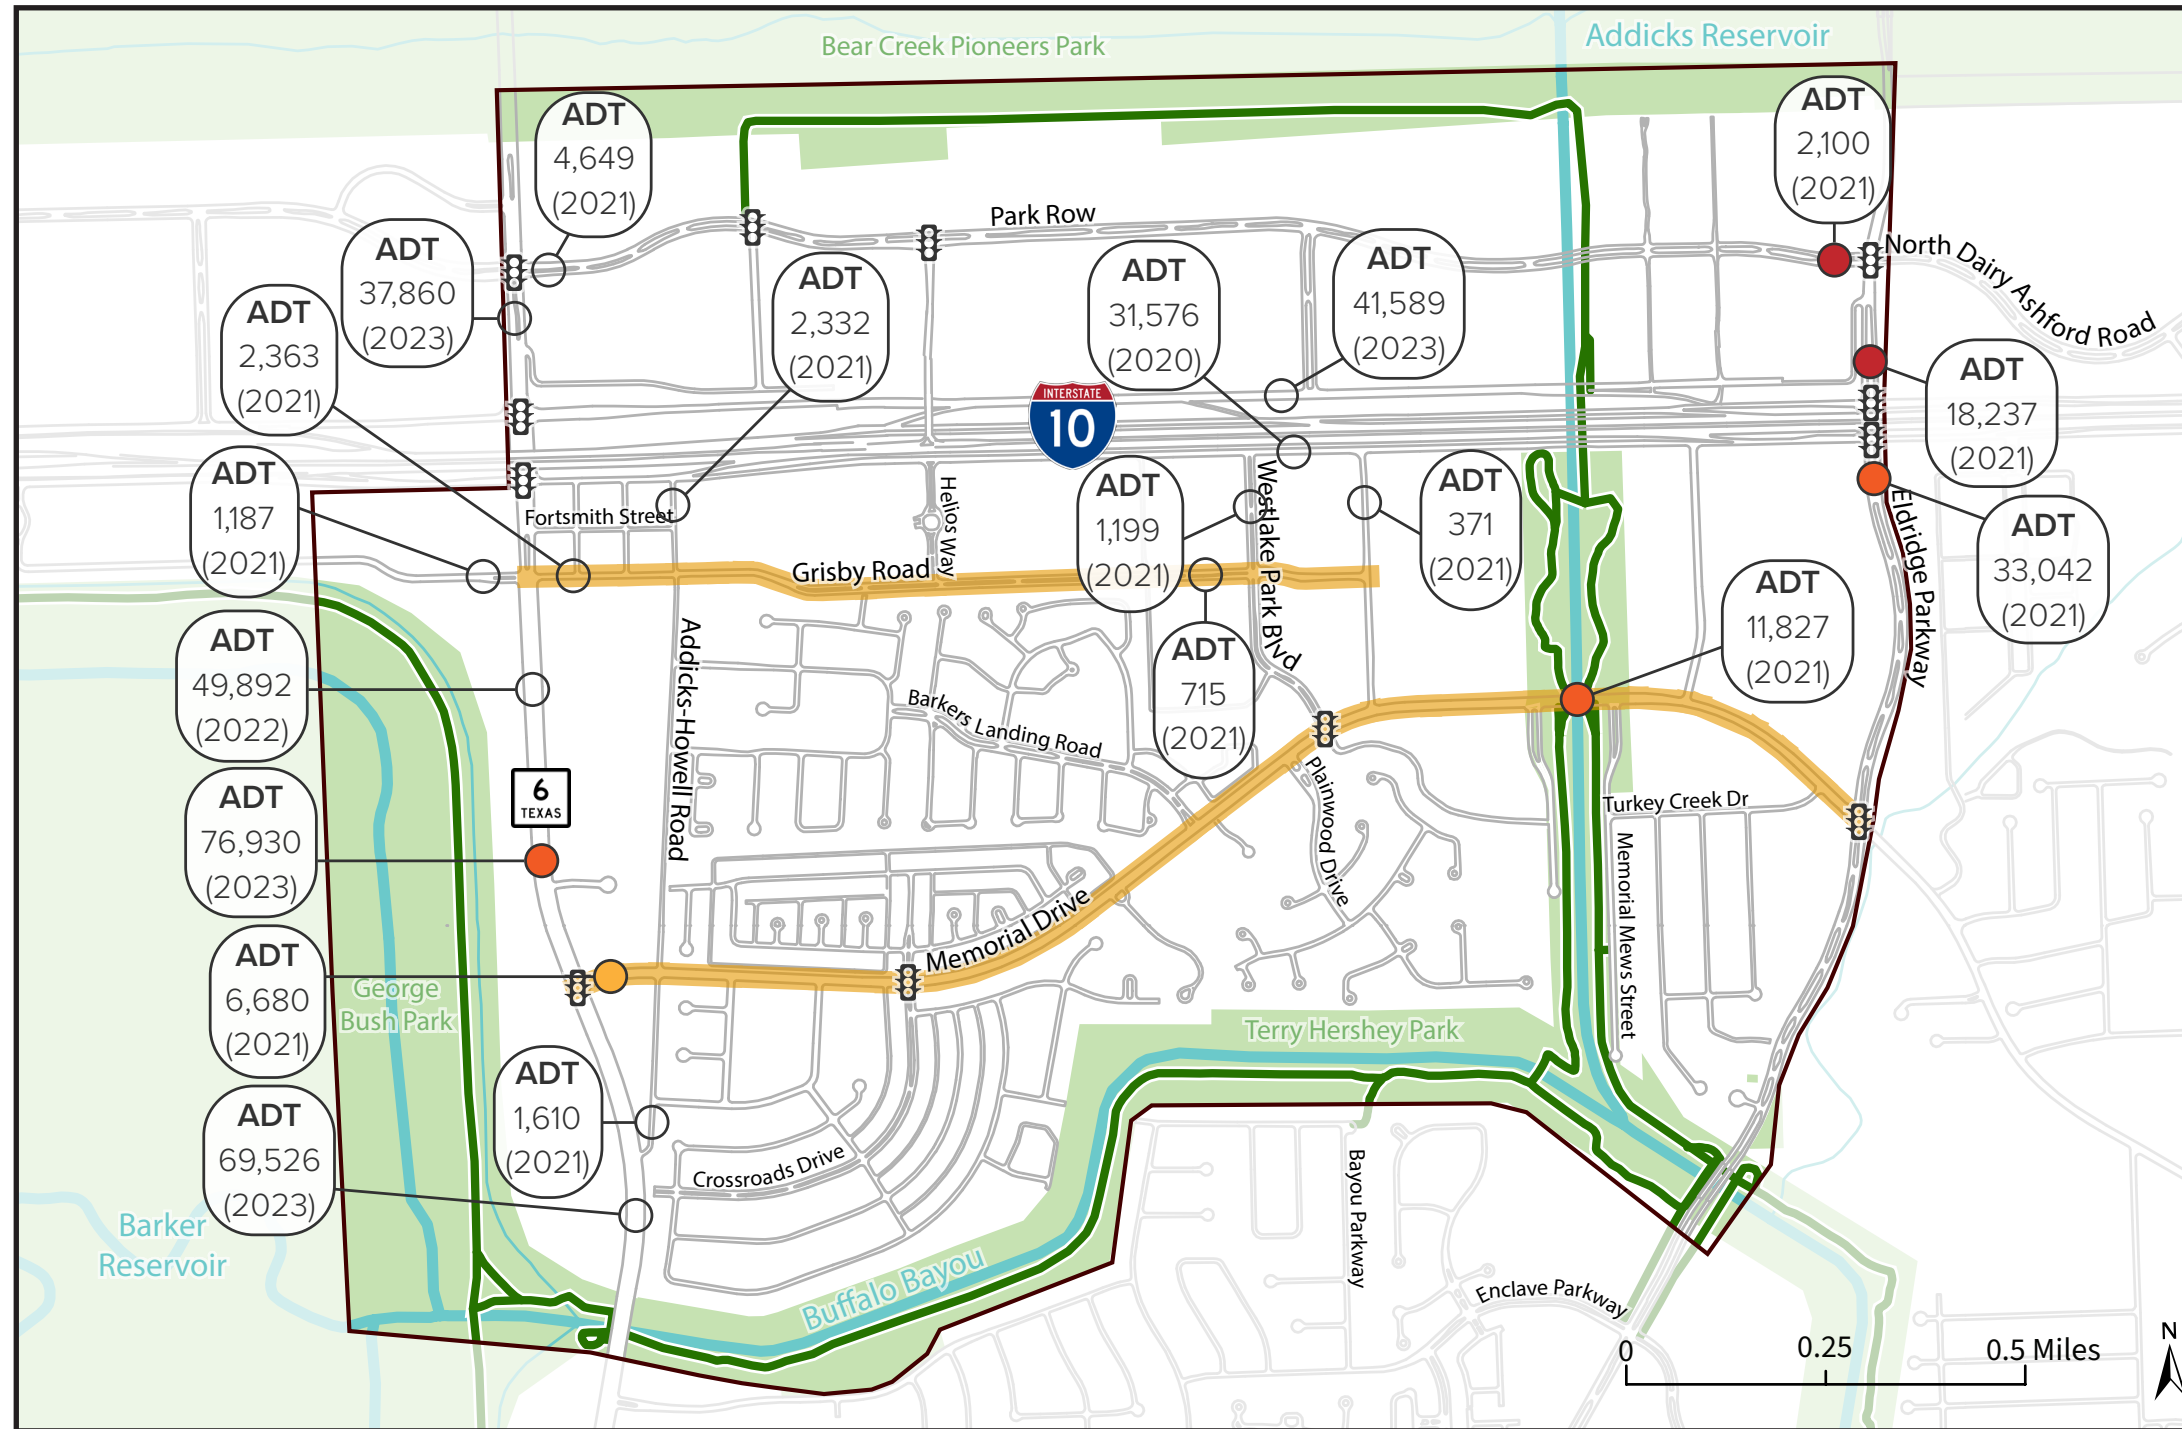 Bear Creek Pioneers Park
Addicks Reservoir
ADT
4,649
(2021)
ADT
2,100
(2021)
Park Row
North Dairy Ashford Road
ADT
37,860
(2023)
ADT
2,332
(2021)
ADT
31,576
(2020)
ADT
41,589
(2023)
ADT
2,363
(2021)
INTERSTATE
10
ADT
18,237
(2021)
ADT
1,187
(2021)
Fortsmith Street
Helios Way
ADT
1,199
(2021)
Westlake Park Blvd
ADT
371
(2021)
Eldridge Parkway
ADT
33,042
(2021)
Grisby Road
ADT
11,827
(2021)
ADT
49,892
(2022)
Addicks-Howell Road
ADT
715
(2021)
Barkers Landing Road
6
TEXAS
ADT
76,930
(2023)
Plainwood Drive
Turkey Creek Dr
Memorial Mews Street
Memorial Drive
ADT
6,680
(2021)
George
Bush Park
Terry Hershey Park
ADT
1,610
(2021)
ADT
69,526
(2023)
Crossroads Drive
Bayou Parkway
Barker
Reservoir
Buffalo Bayou
Enclave Parkway
0
0.25
0.5 Miles
N